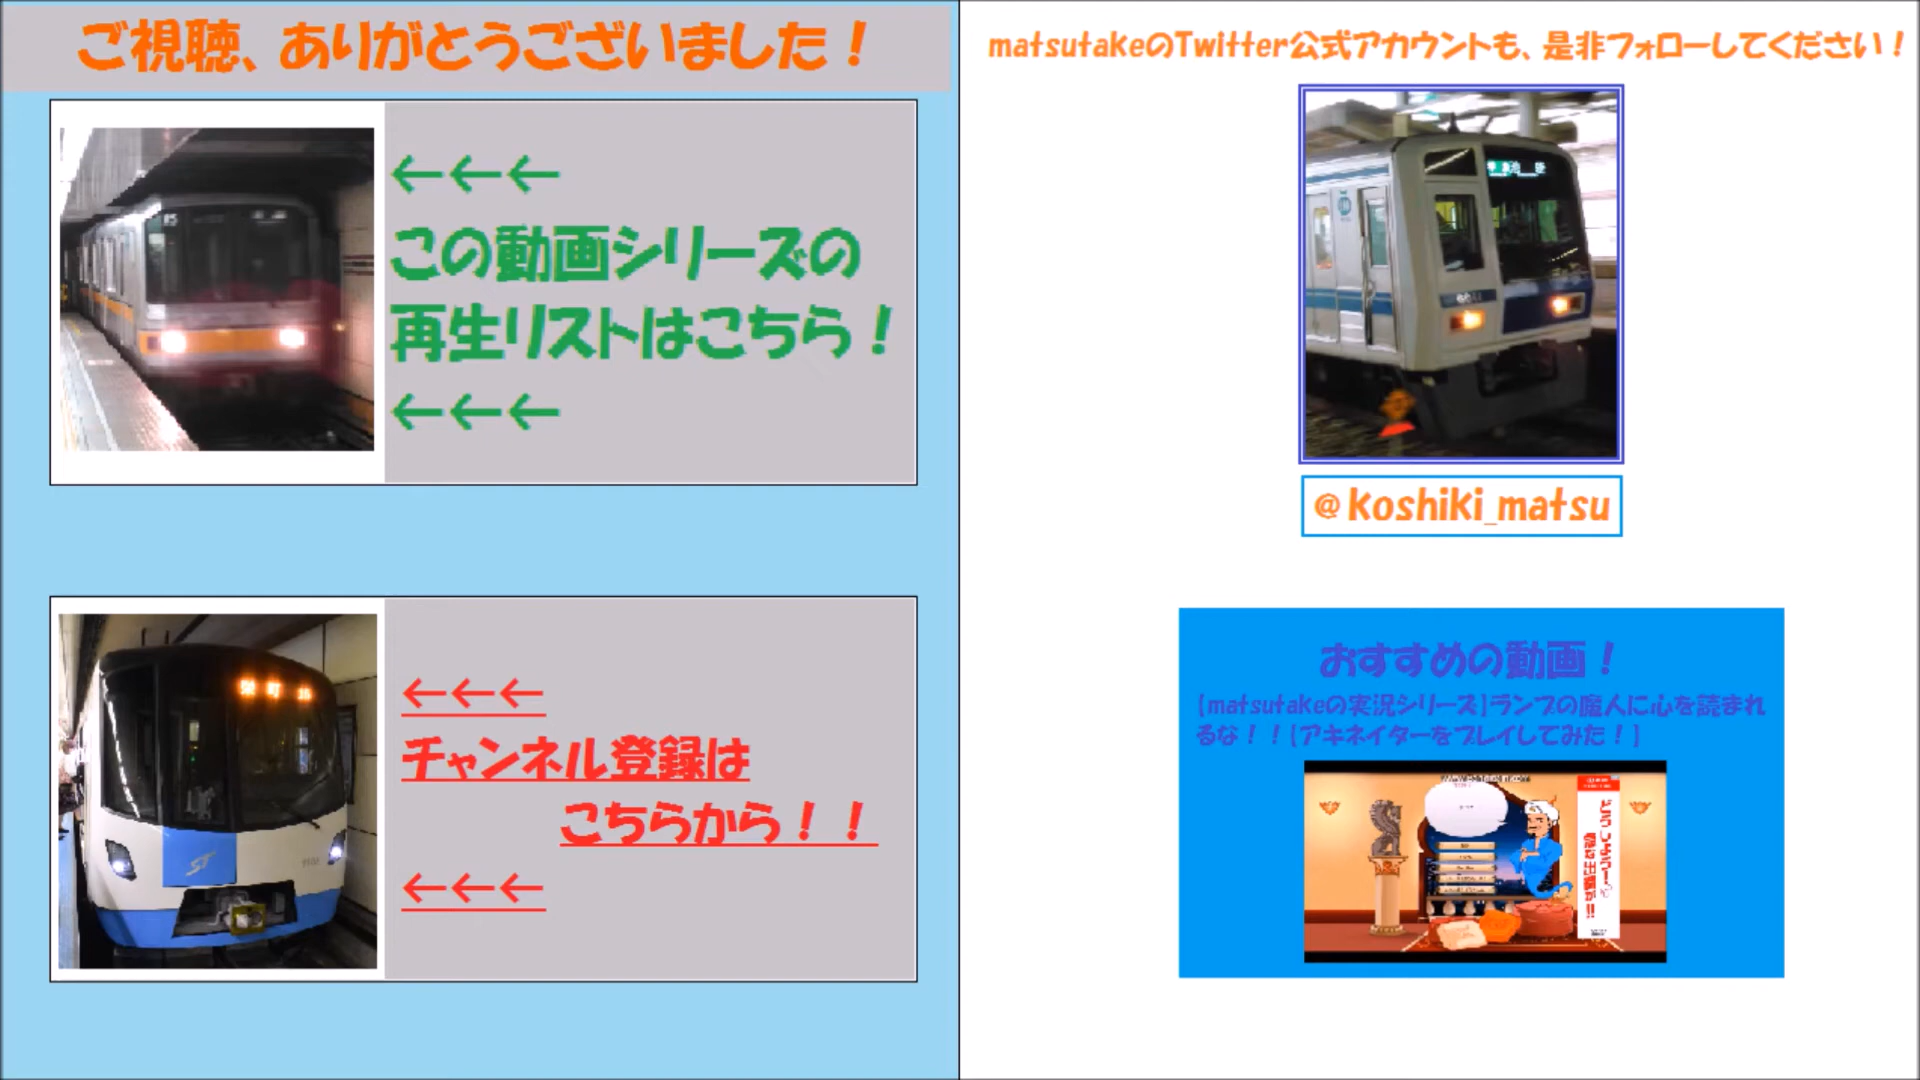 ご視聴、ありがとうございました！
←←←
この動画シリーズの
再生リストはこちら！
←←←
←←←
チャンネル登録は
こちらから！！
←←←
matsutakeのTwitter公式アカウントも、是非フォローしてください！
@koshiki_matsu
おすすめの動画！
【matsutakeの実況シリーズ】ランプの魔人に心を読まれ
るな！！【アキネイターをプレイしてみた！】
ST